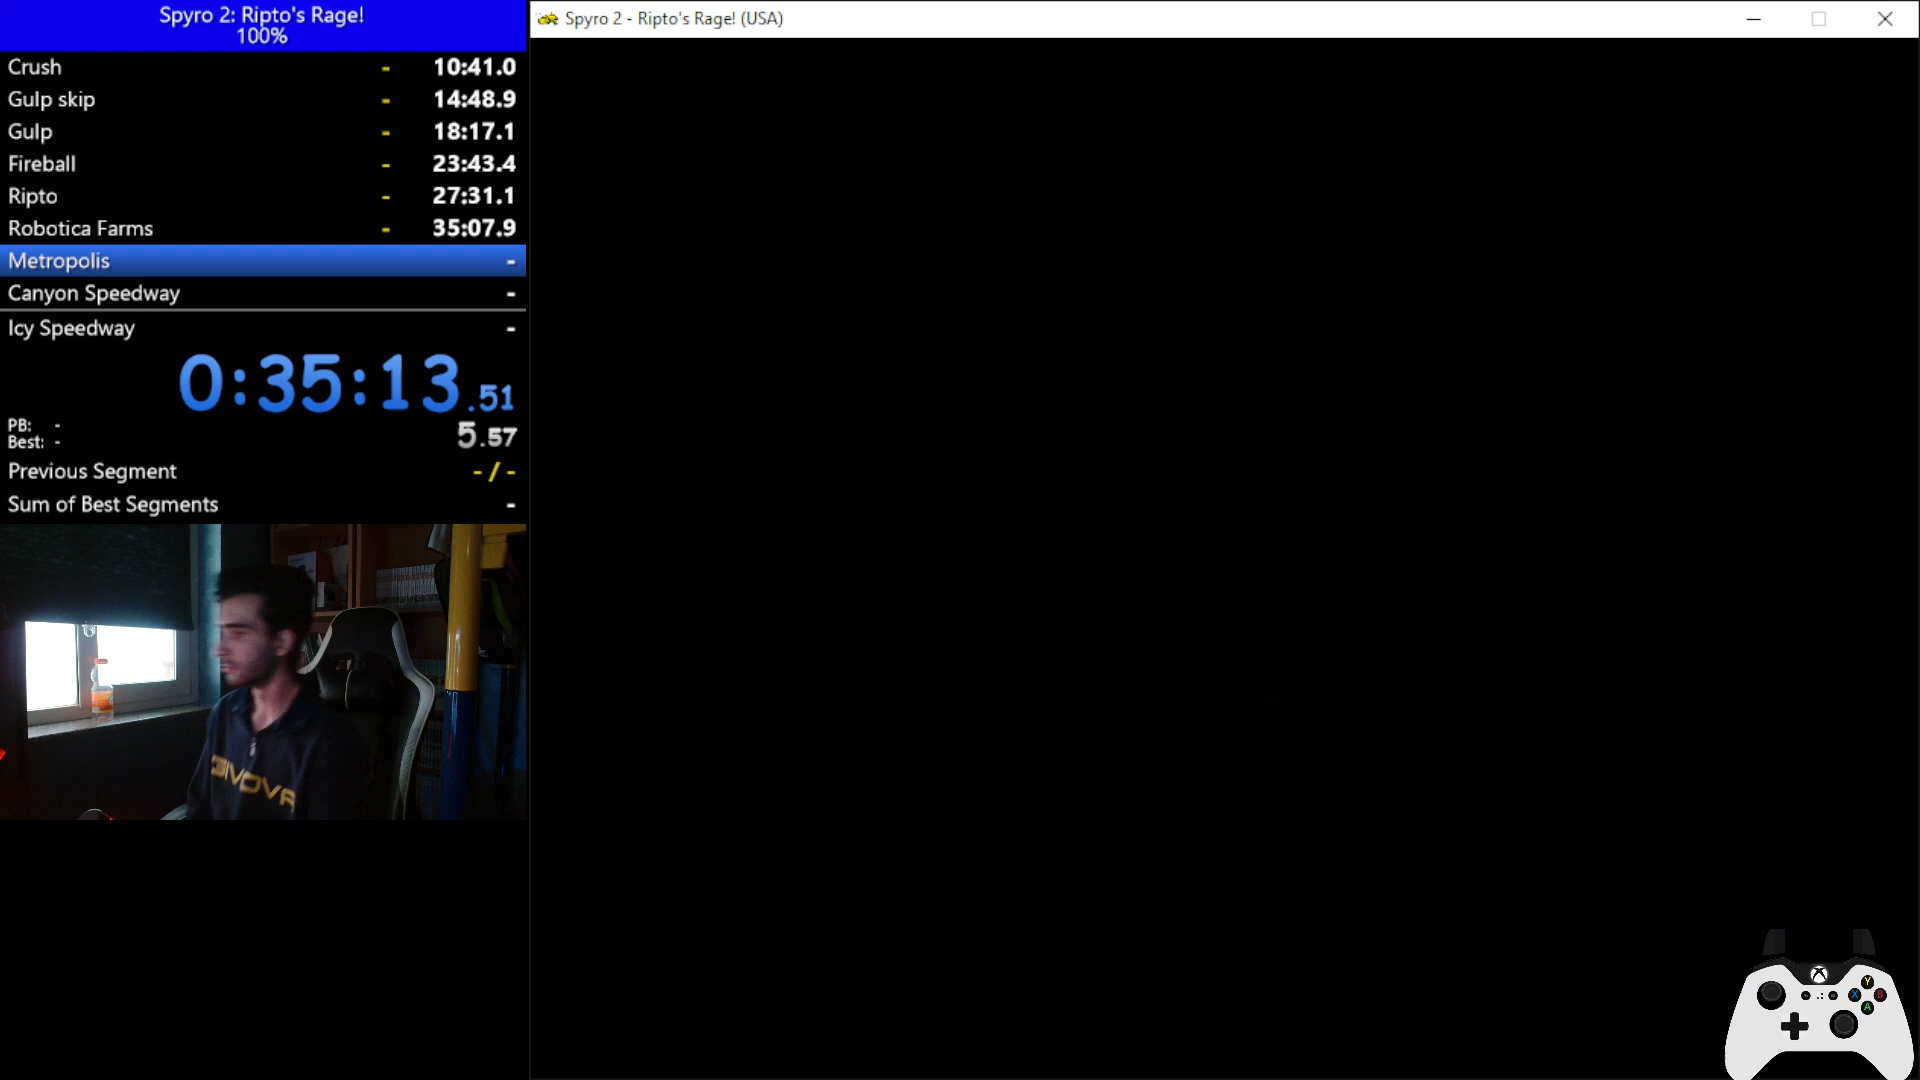 Spyro 2: Ripto's Rage!
100%
Spyro 2 - Ripto's Rage! (USA)
Crush - 10:41.0
Gulp skip - 14:48.9
Gulp - 18:17.1
Fireball - 23:43.4
Ripto - 27:31.1
Robotica Farms - 35:07.9
Metropolis -
Canyon Speedway -
Icy Speedway -
0:35:13.51
PB: -
Best: -
5.57
Previous Segment - / -
Sum of Best Segments -
GIVOVA
Y
X B
A